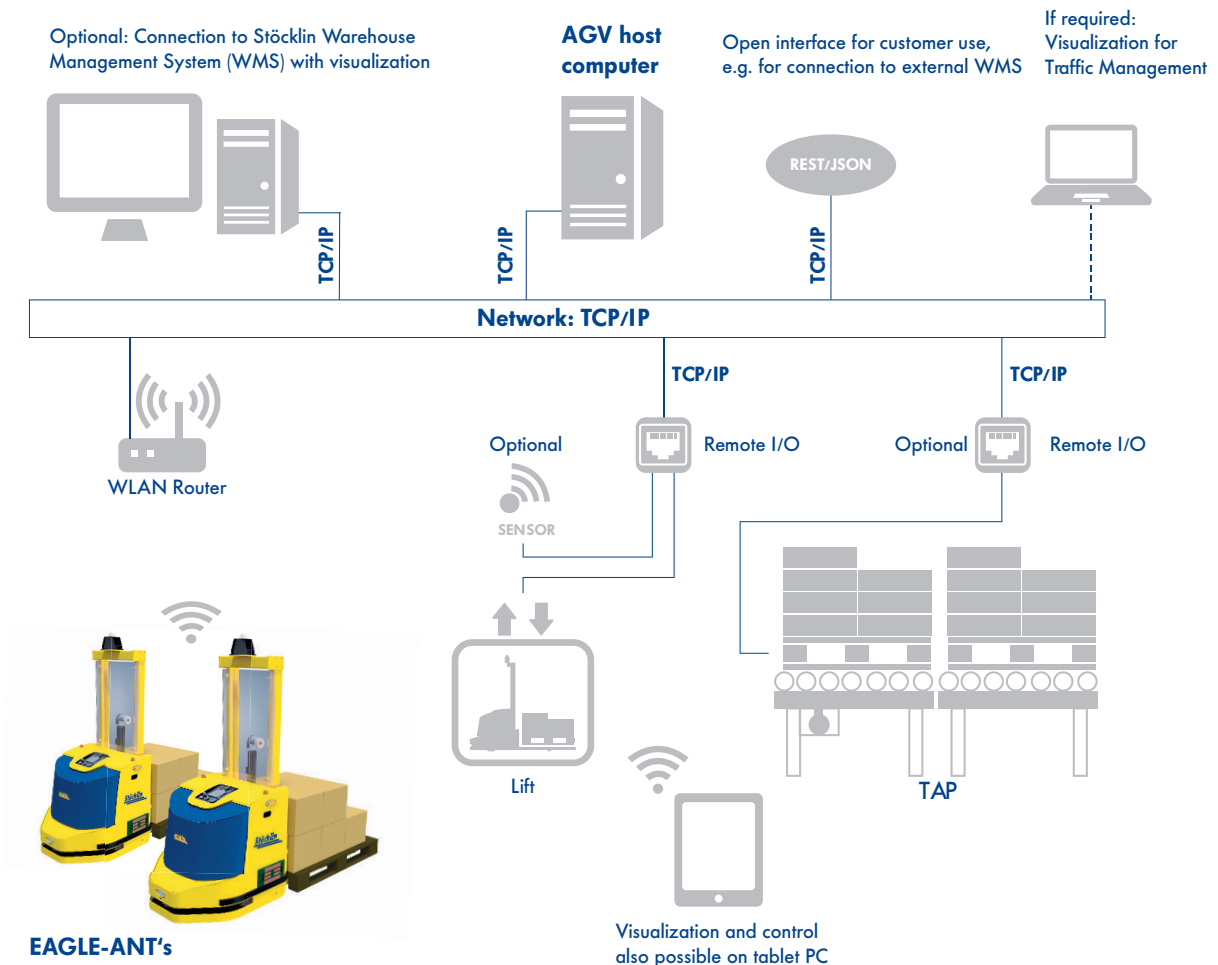 Optional: Connection to Stöcklin Warehouse
Management System (WMS) with visualization
AGV host
computer
Open interface for customer use,
e.g. for connection to external WMS
If required:
Visualization for
Traffic Management
REST/JSON
TCP/IP
TCP/IP
TCP/IP
Network: TCP/IP
TCP/IP
TCP/IP
Optional
Remote I/O
Optional
Remote I/O
WLAN Router
SENSOR
Lift
TAP
Stöcklin
Stöcklin
EAGLE-ANT‘s
Visualization and control
also possible on tablet PC